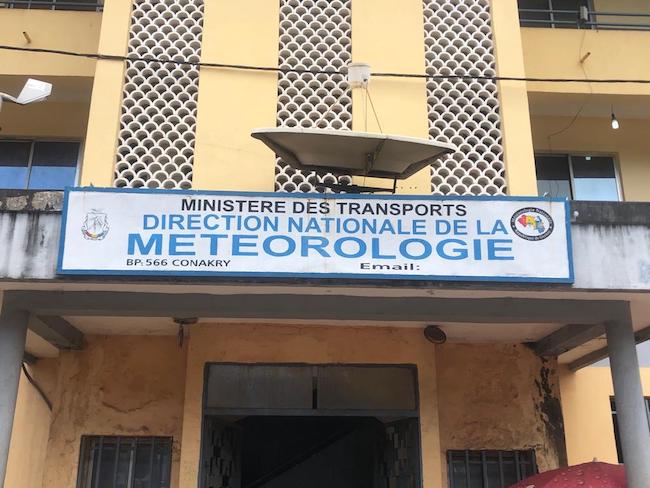 MINISTERE DES TRANSPORTS
DIRECTION NATIONALE DE LA
METEOROLOGIE
BP: 566 CONAKRY Email: